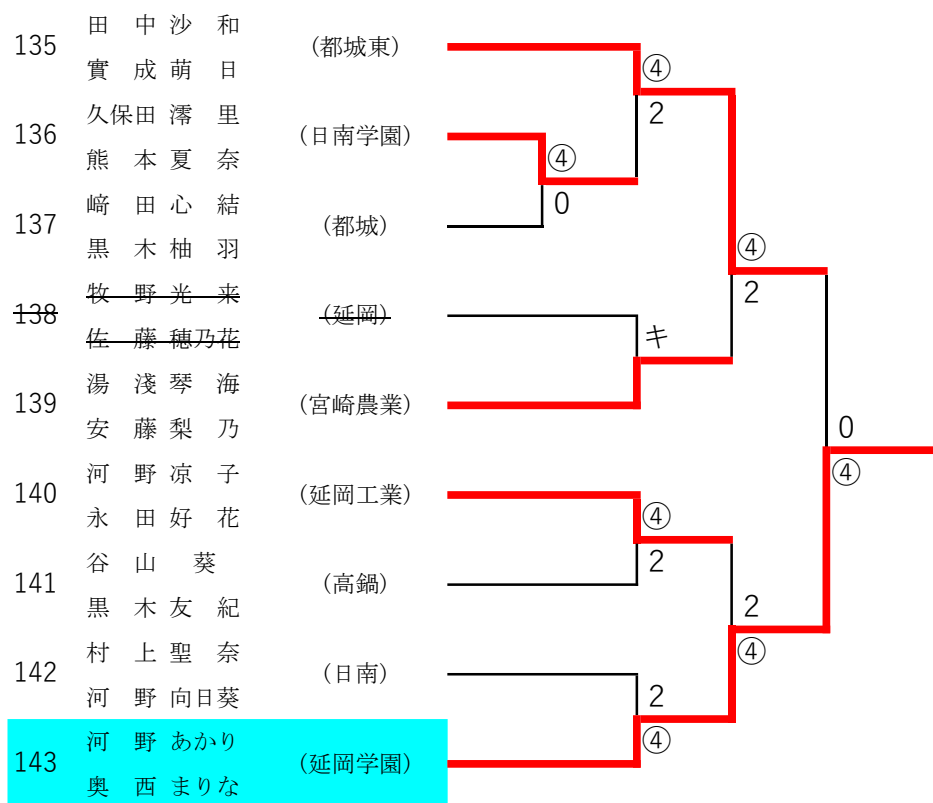 田 中 沙 和
135 (都城東)
實 成 萌 日
④
2
久保田 澪 里
136 (日南学園)
熊 本 夏 奈
④
0
﨑 田 心 結
137 (都城)
黒 木 柚 羽
④
2
牧 野 光 来
138 (延岡)
佐 藤 穂乃花
キ
湯 淺 琴 海
139 (宮崎農業)
安 藤 梨 乃
0
④
河 野 凉 子
140 (延岡工業)
永 田 好 花
④
2
谷 山 葵
141 (高鍋)
黒 木 友 紀
2
④
村 上 聖 奈
142 (日南)
河 野 向日葵
2
④
河 野 あかり
143 (延岡学園)
奥 西 まりな